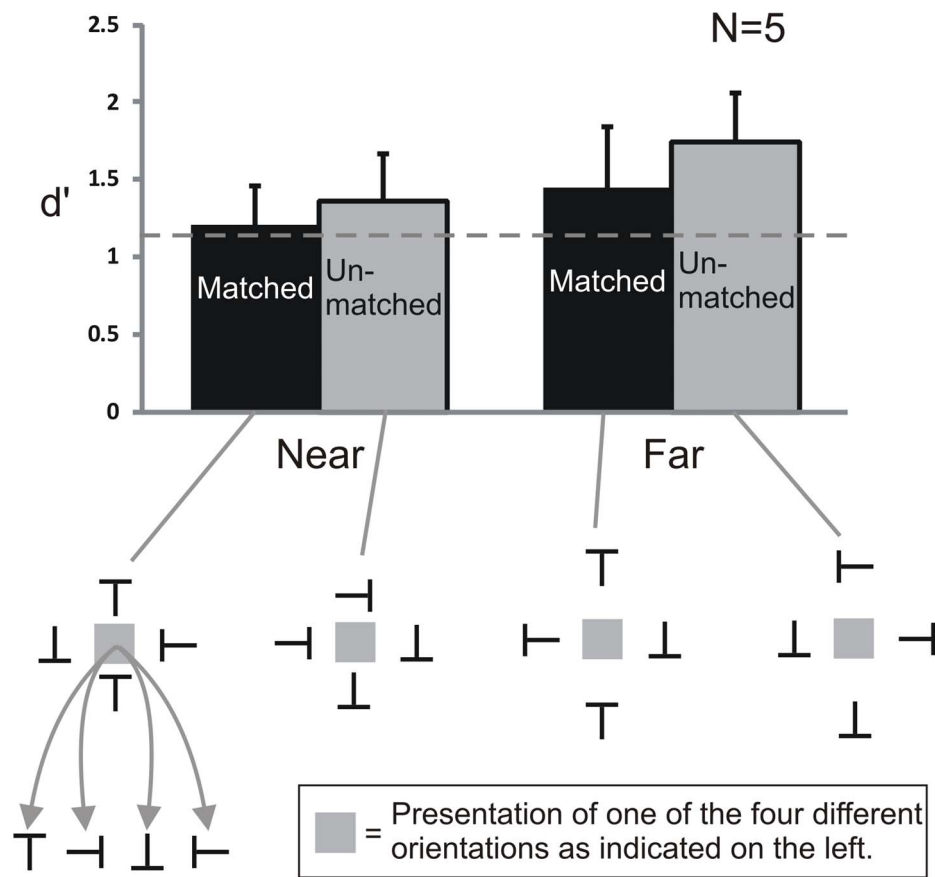 2.5
N=5
2
1.5
d'
1
0.5
0
Matched
Un-
matched
Matched
Un-
matched
Near
Far
= Presentation of one of the four different
orientations as indicated on the left.